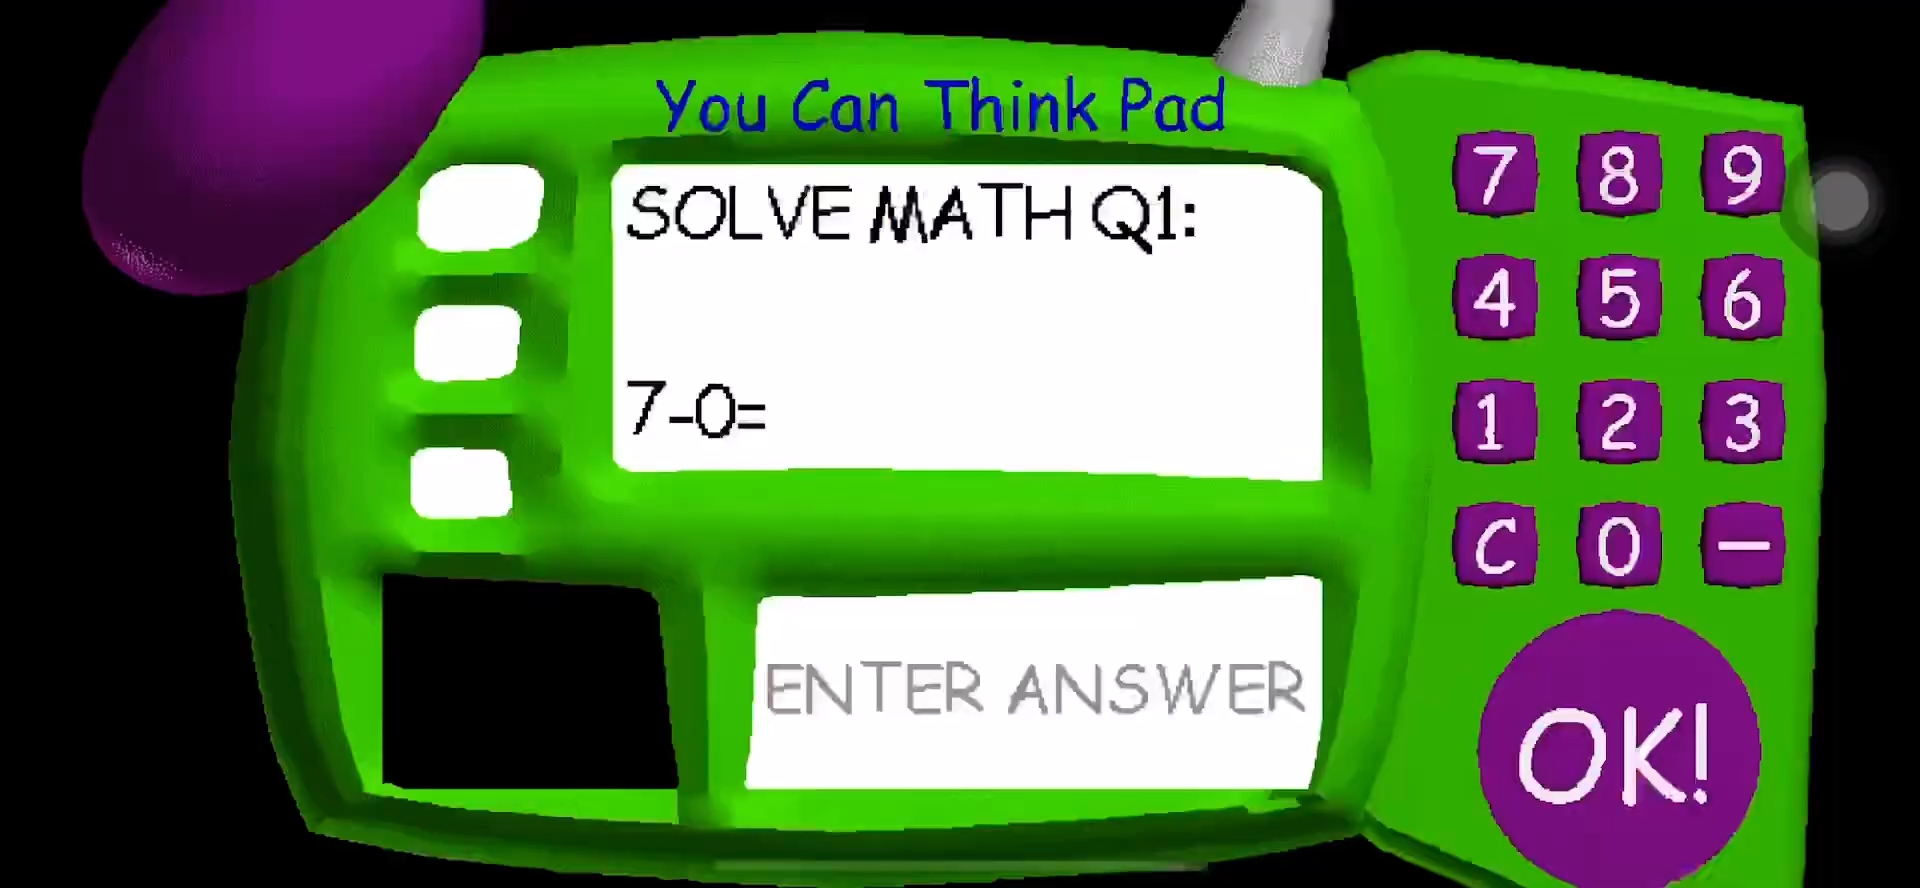 You Can Think Pad
SOLVE MATH Q1:
7-0=
ENTER ANSWER
7 8 9
4 5 6
1 2 3
C 0 −
OK!